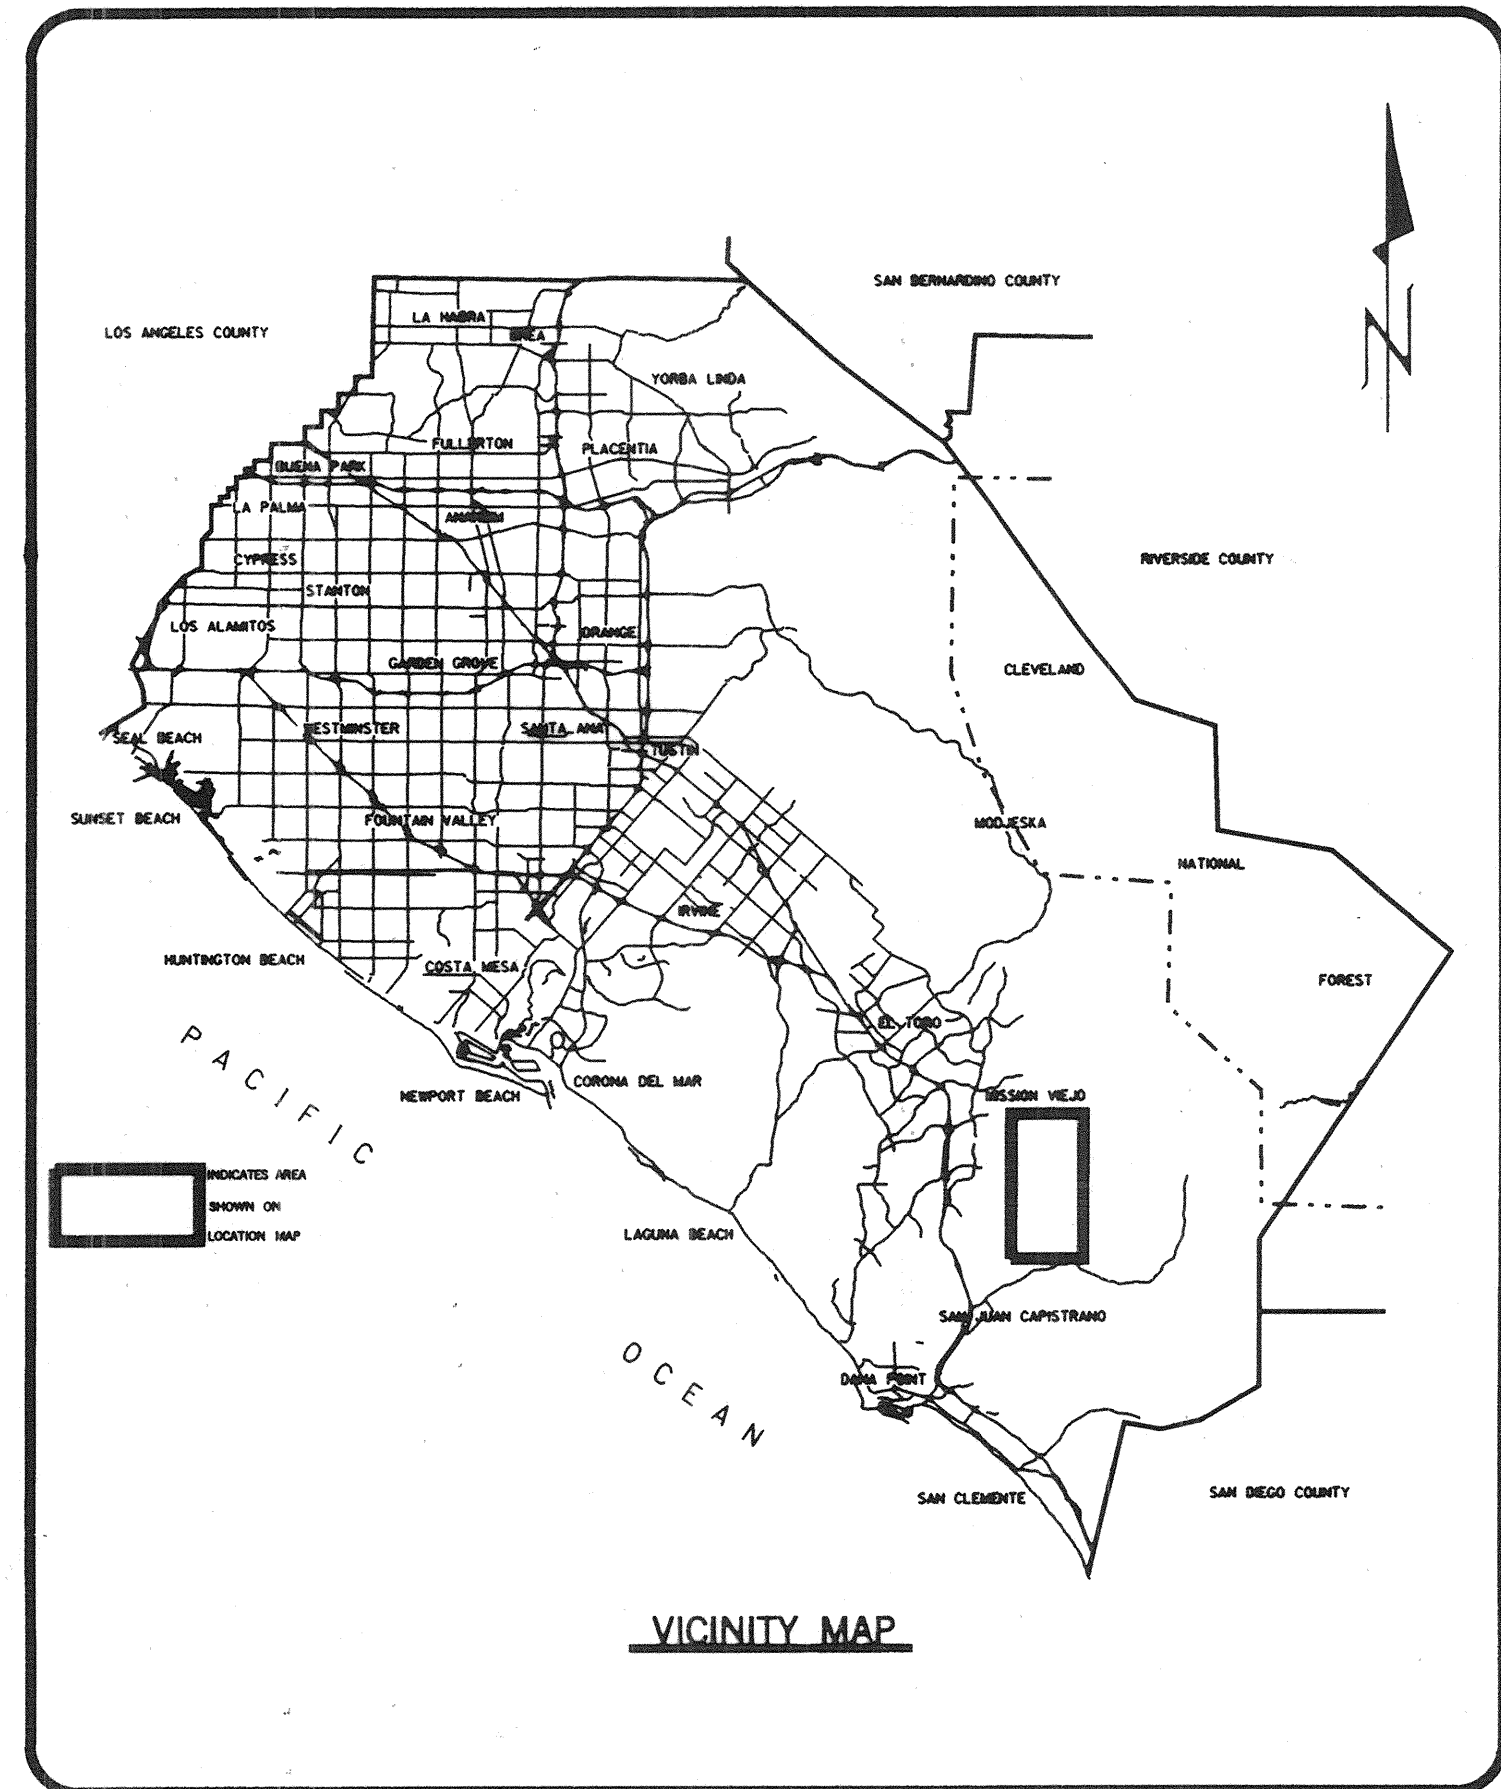 SAN BERNARDINO COUNTY
LOS ANGELES COUNTY
LA HABRA
BREA
YORBA LINDA
FULLERTON
PLACENTIA
BUENA PARK
LA PALMA
ANAHEIM
CYPRESS
RIVERSIDE COUNTY
STANTON
LOS ALAMITOS
ORANGE
GARDEN GROVE
CLEVELAND
WESTMINSTER
SANTA ANA
SEAL BEACH
TUSTIN
SUNSET BEACH
FOUNTAIN VALLEY
MODJESKA
NATIONAL
IRVINE
HUNTINGTON BEACH
COSTA MESA
FOREST
EL TORO
PACIFIC
CORONA DEL MAR
NEWPORT BEACH
MISSION VIEJO
INDICATES AREA
SHOWN ON
LOCATION MAP
LAGUNA BEACH
SAN JUAN CAPISTRANO
OCEAN
DANA POINT
SAN CLEMENTE
SAN DIEGO COUNTY
VICINITY MAP
N